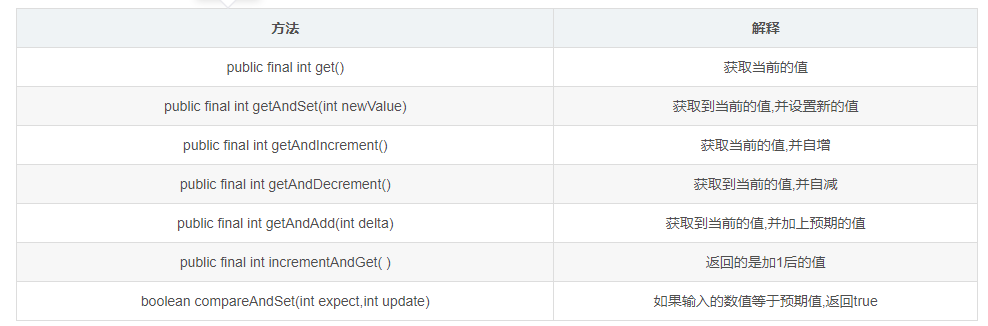 方法 解释
public final int get() 获取当前的值
public final int getAndSet(int newValue) 获取到当前的值,并设置新的值
public final int getAndIncrement() 获取当前的值,并自增
public final int getAndDecrement() 获取到当前的值,并自减
public final int getAndAdd(int delta) 获取到当前的值,并加上预期的值
public final int incrementAndGet( ) 返回的是加1后的值
boolean compareAndSet(int expect,int update) 如果输入的数值等于预期值,返回true